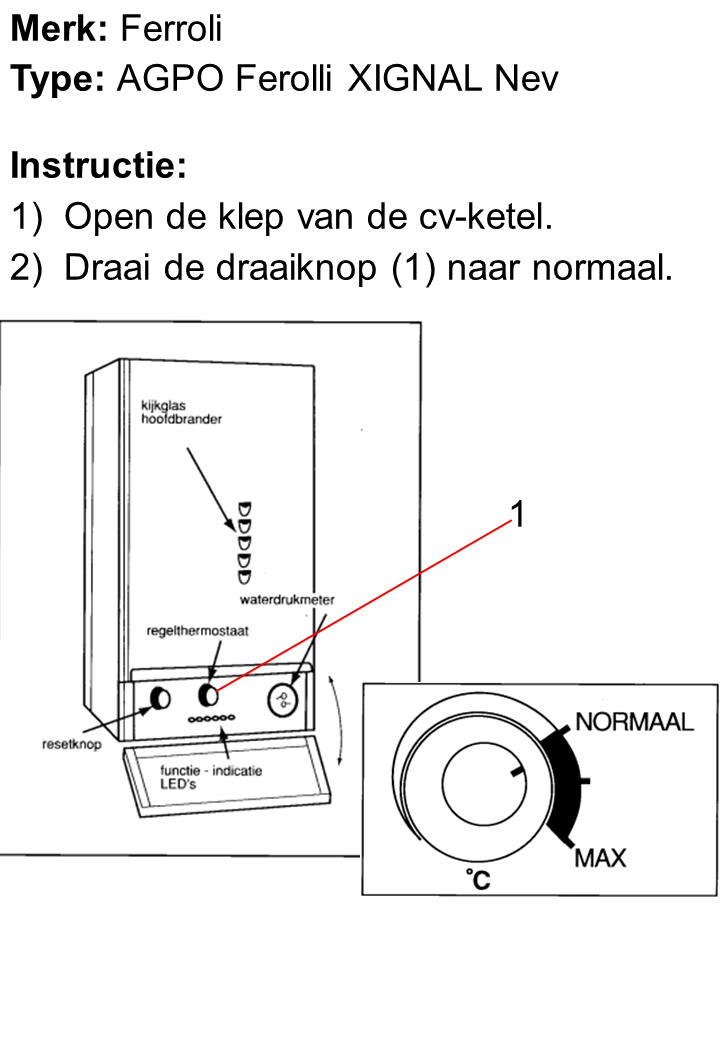 Merk: Ferroli
Type: AGPO Ferolli XIGNAL Nev
Instructie:
1) Open de klep van de cv-ketel.
2) Draai de draaiknop (1) naar normaal.
kijkglas
hoofdbrander
1
waterdrukmeter
regelthermostaat
resetknop
functie - indicatie
LED's
NORMAAL
MAX
°C